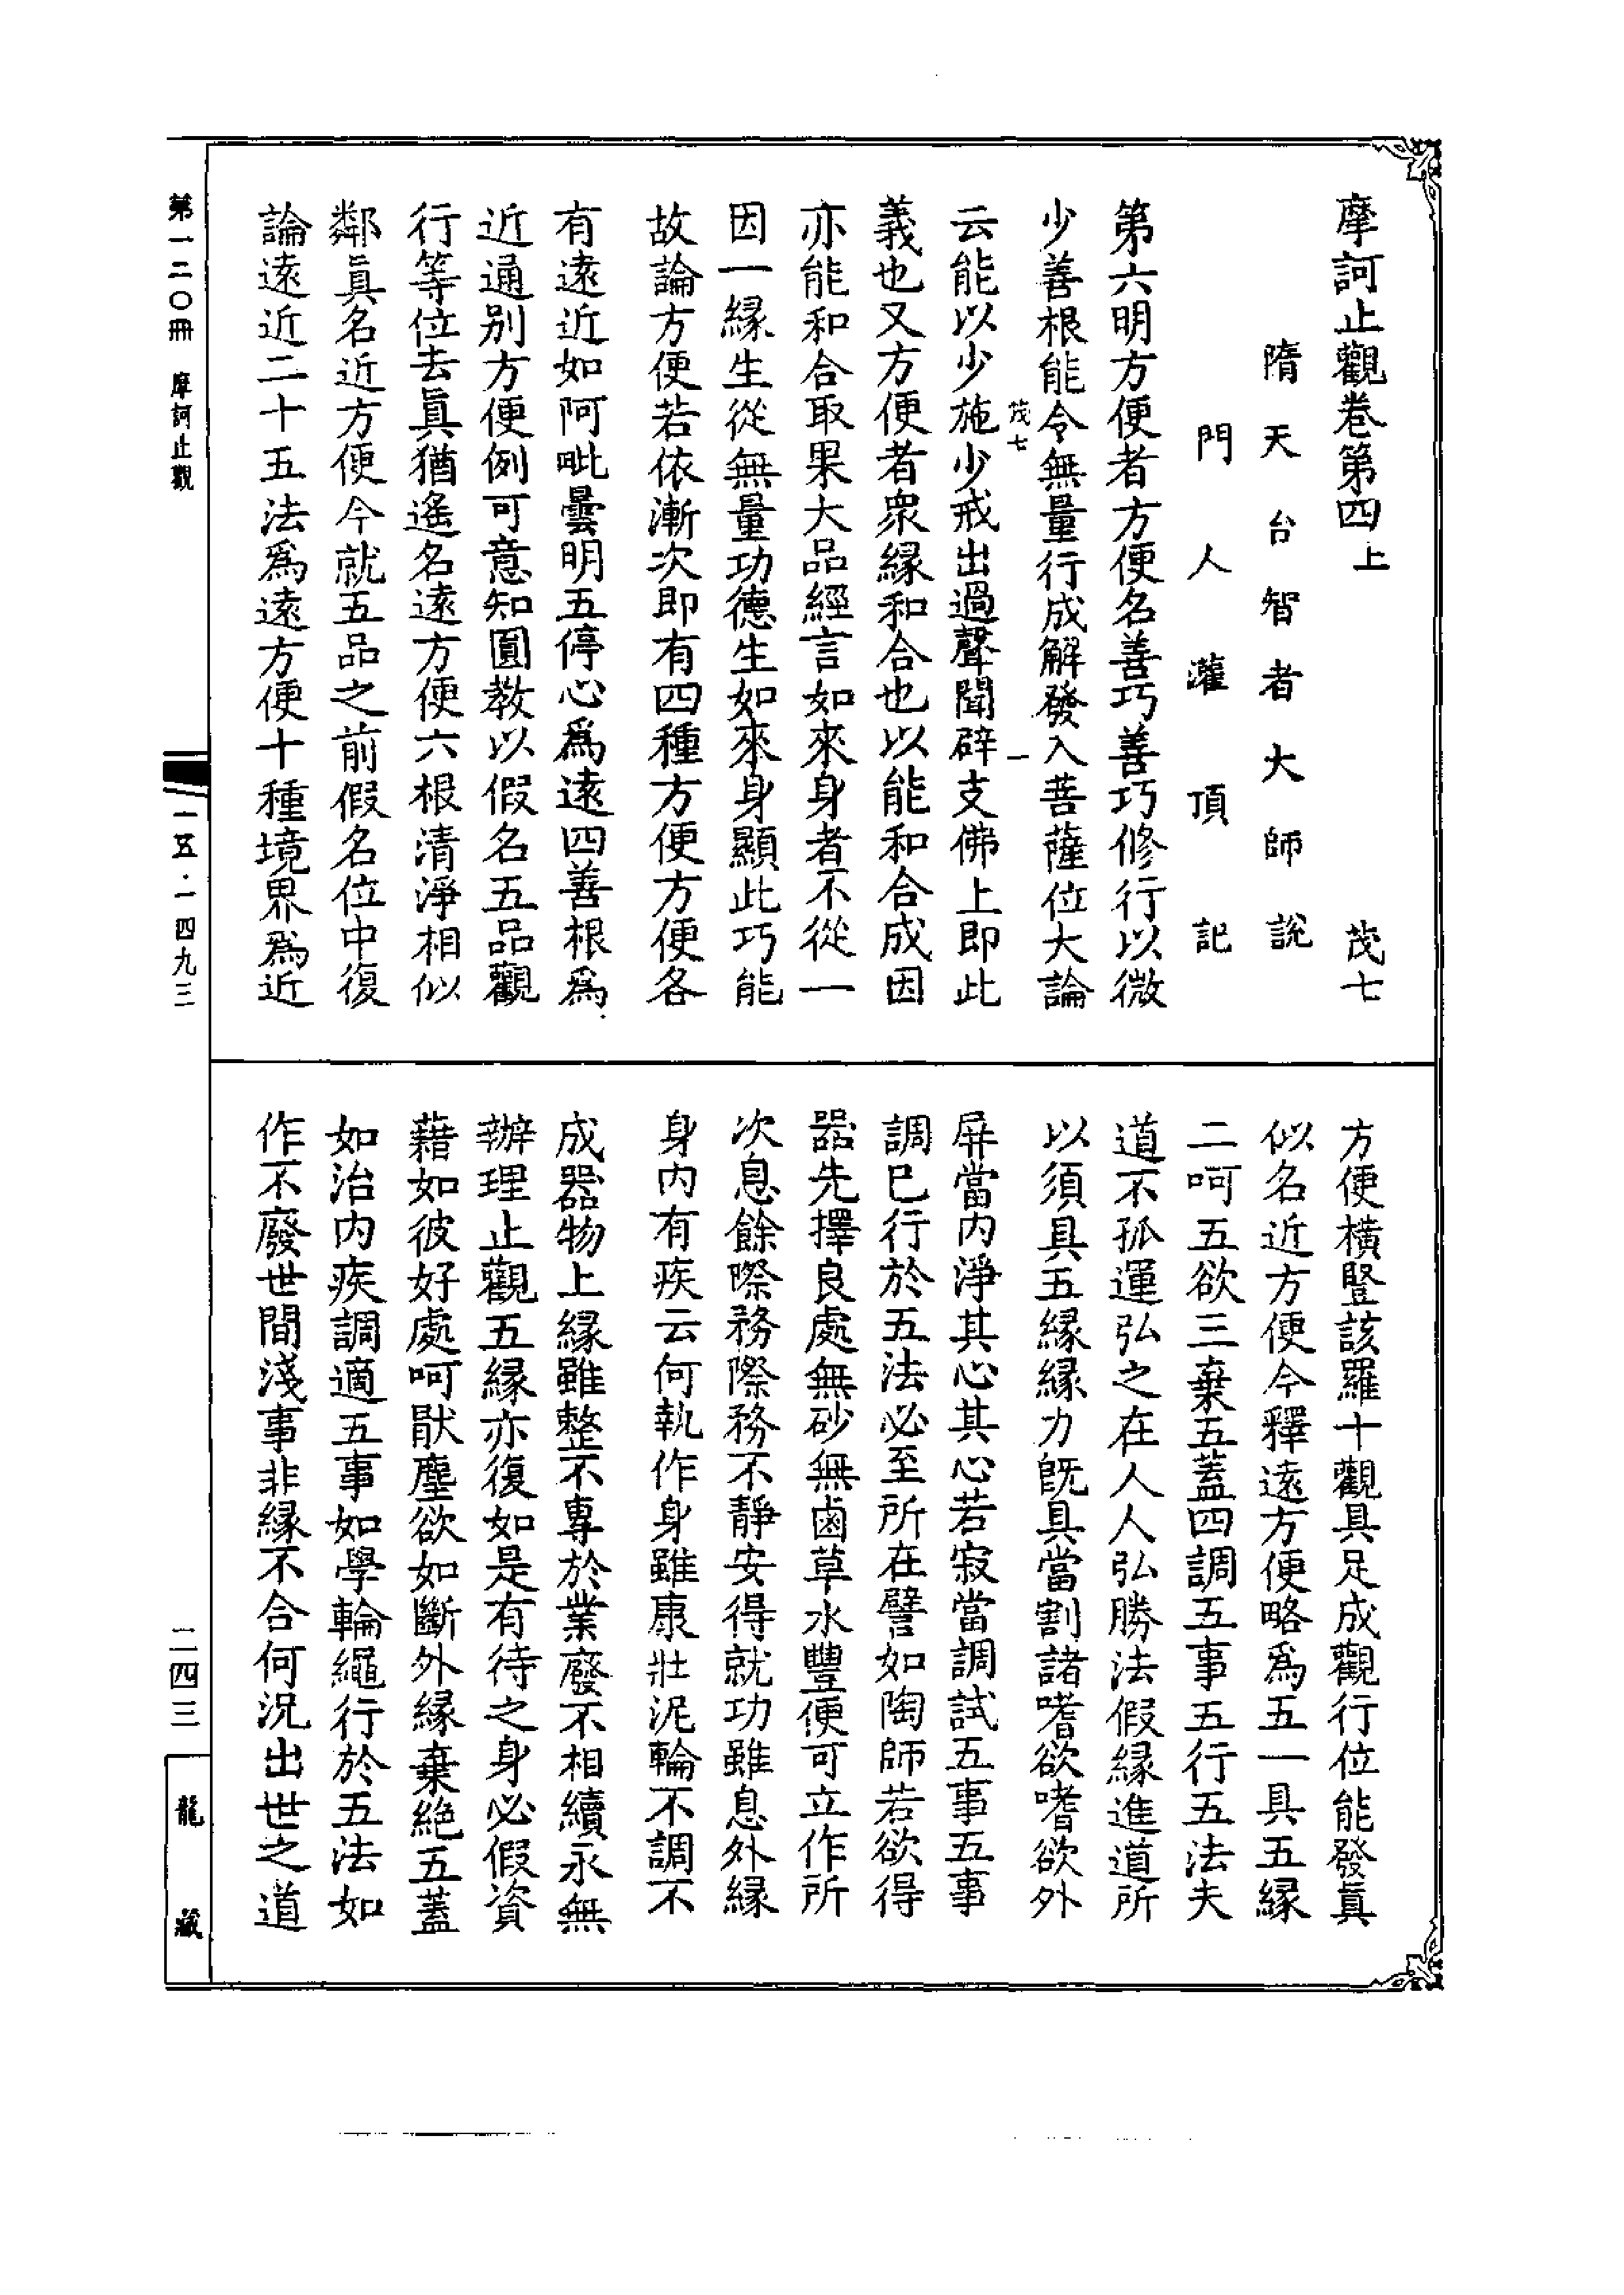 摩訶止觀卷第四上　茂七
隋天台智者大師說
門人灌頂記
第六明方便者方便名善巧善巧修行以微
少善根能令無量行成解發入菩薩位大論
茂七　一
云能以少施少戒出過聲聞辟支佛上即此
義也又方便者衆緣和合也以能和合成因
亦能和合取果大品經言如來身者不從一
因一緣生從無量功德生如來身顯此巧能
故論方便若依漸次即有四種方便方便各
有遠近如阿毗曇明五停心爲遠四善根爲
近通别方便例可意知圓教以假名五品觀
行等位去眞猶遙名遠方便六根清淨相似
鄰眞名近方便今就五品之前假名位中復
論遠近二十五法爲遠方便十種境界爲近
方便橫豎該羅十觀具足成觀行位能發眞
似名近方便今釋遠方便略爲五一具五緣
二呵五欲三棄五蓋四調五事五行五法夫
道不孤運弘之在人人弘勝法假緣進道所
以須具五緣緣力旣具當割諸嗜欲嗜欲外
屏當内淨其心其心若寂當調試五事五事
調已行於五法必至所在譬如陶師若欲得
器先擇良處無砂無鹵草水豐便可立作所
次息餘際務際務不靜安得就功雖息外緣
身内有疾云何執作身雖康壯泥輪不調不
成器物上緣雖整不專於業廢不相續永無
辦理止觀五緣亦復如是有待之身必假資
藉如彼好處呵厭塵欲如斷外緣棄絕五蓋
如治内疾調適五事如學輪繩行於五法如
作不廢世間淺事非緣不合何況出世之道
第一二〇冊　摩訶止觀
一五·一四九三
二四三
龍藏